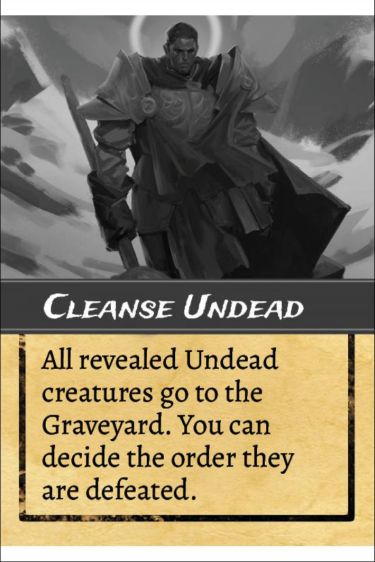 Cleanse Undead
All revealed Undead
creatures go to the
Graveyard. You can
decide the order they
are defeated.